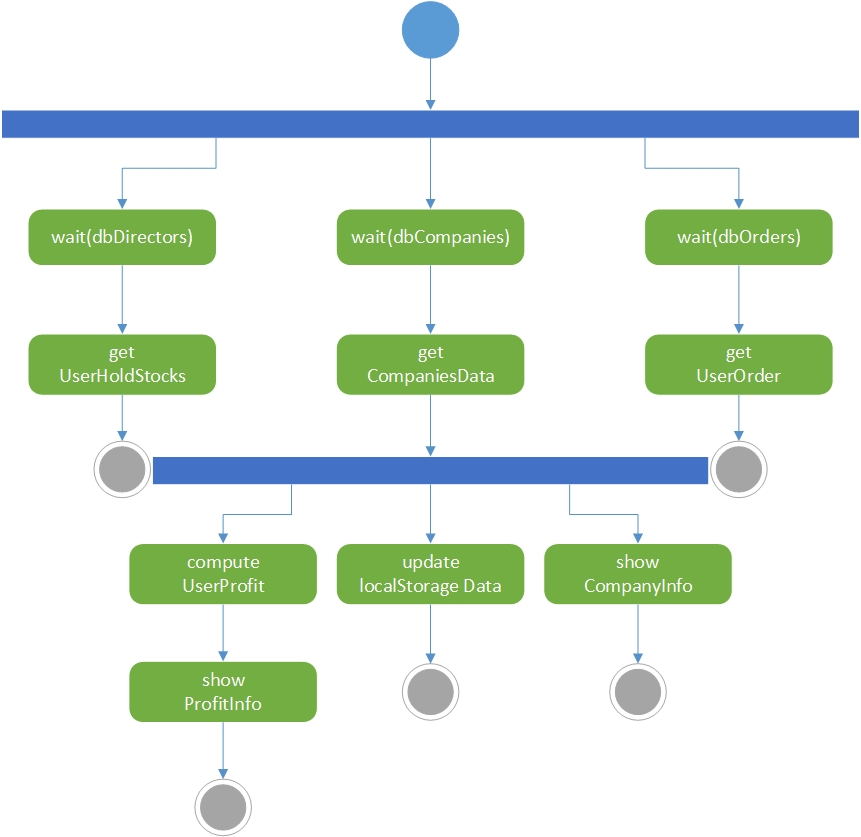 wait(dbDirectors)
wait(dbCompanies)
wait(dbOrders)
get
UserHoldStocks
get
CompaniesData
get
UserOrder
compute
UserProfit
update
localStorage Data
show
CompanyInfo
show
ProfitInfo